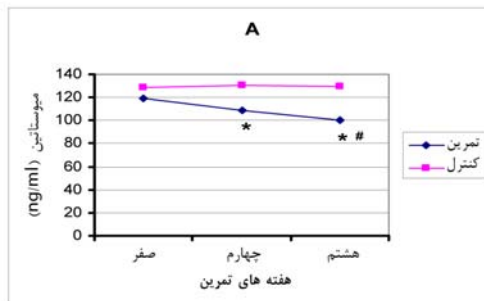 A
میوستاتین (ng/ml)
140
120
100
80
60
40
20
0
*
* #
صفر
چهارم
هشتم
هفته های تمرین
تمرین
کنترل